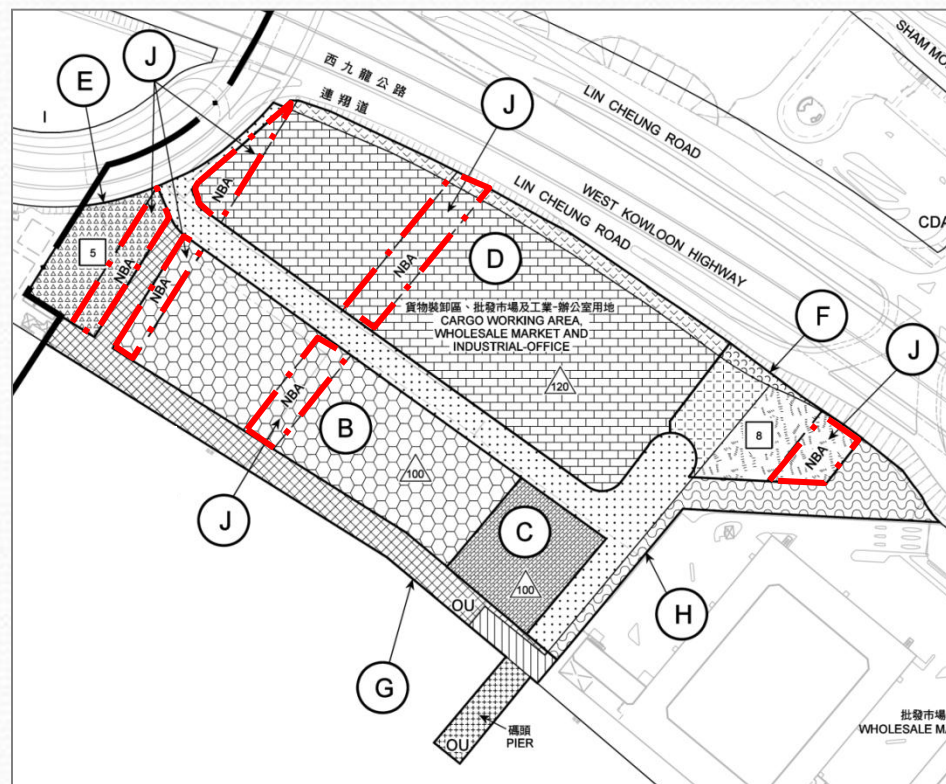 SHAM MO
西九龍公路
連翔道
LIN CHEUNG ROAD
E
J
I
J
LIN CHEUNG ROAD
WEST KOWLOON HIGHWAY
CDA
NBA
NBA
D
5
NBA
NBA
NBA
貨物裝卸區、批發市場及工業-辦公室用地
CARGO WORKING AREA,
WHOLESALE MARKET AND
INDUSTRIAL-OFFICE
120
F
J
NBA
B
8
NBA
100
J
C
100
OU
H
G
碼頭
PIER
OU
批發市場
WHOLESALE MA